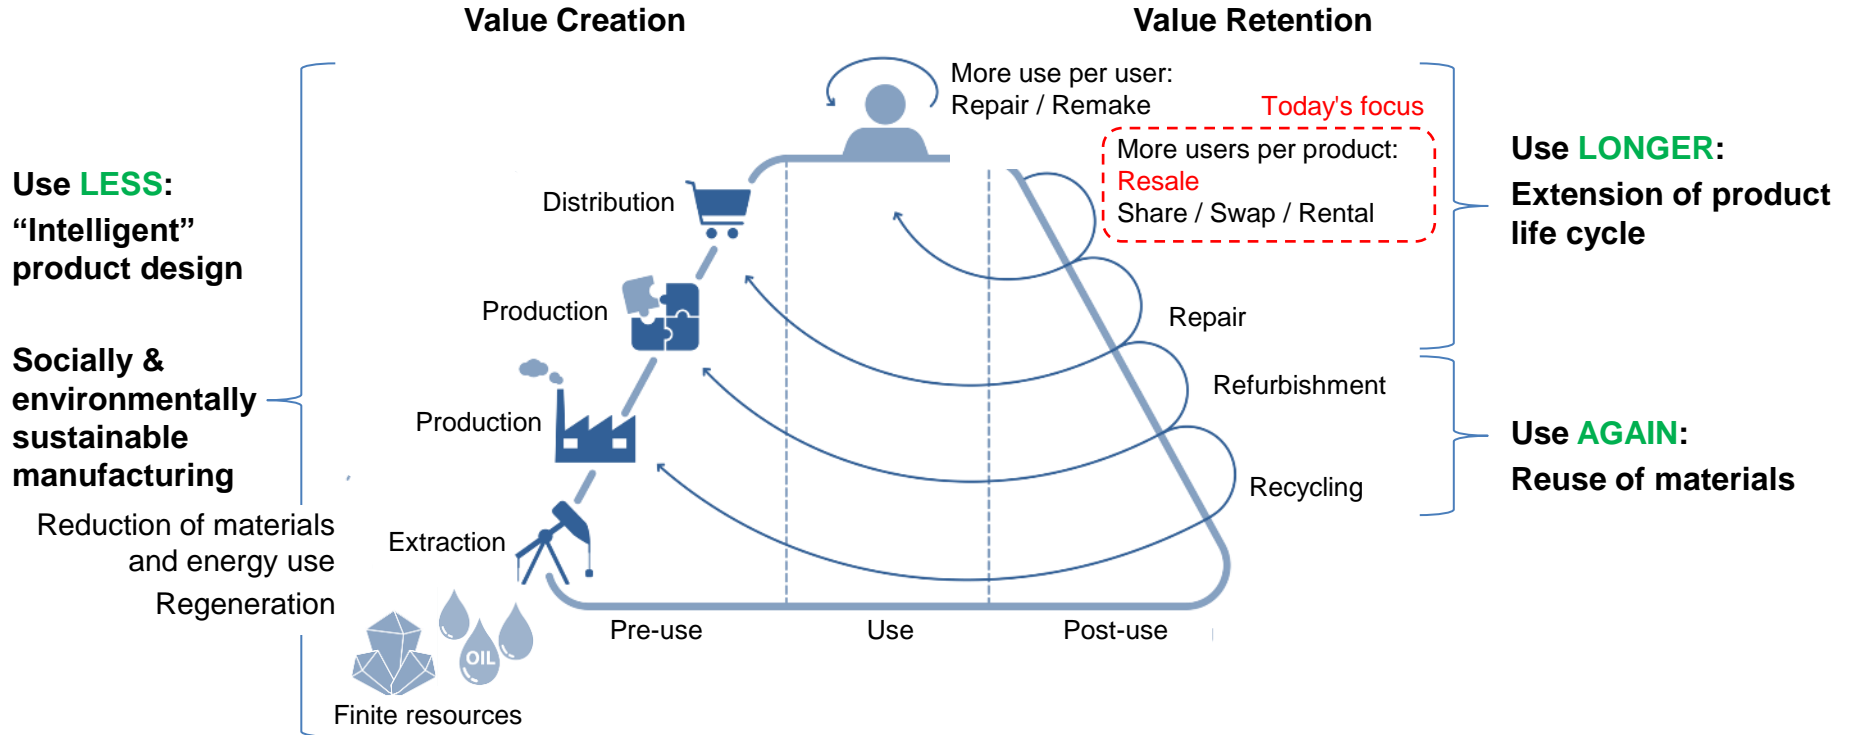 Value Creation
Value Retention
More use per user:
Repair / Remake
Today's focus
More users per product:
Resale
Share / Swap / Rental
Use LONGER:
Extension of product
life cycle
Use LESS:
“Intelligent”
product design
Distribution
Production
Repair
Socially &
environmentally
sustainable
manufacturing
Production
Refurbishment
Use AGAIN:
Reuse of materials
Recycling
Reduction of materials
and energy use
Regeneration
Extraction
OIL
Finite resources
Pre-use
Use
Post-use